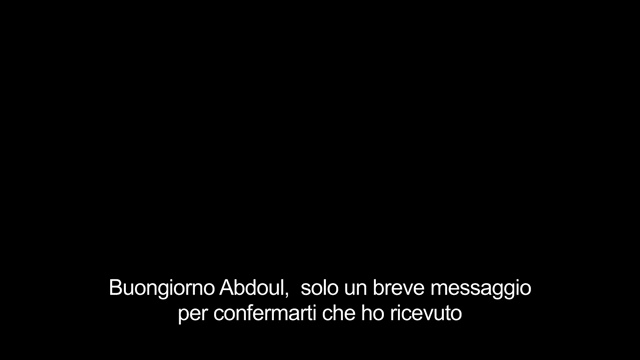 Buongiorno Abdoul,  solo un breve messaggio
per confermarti che ho ricevuto